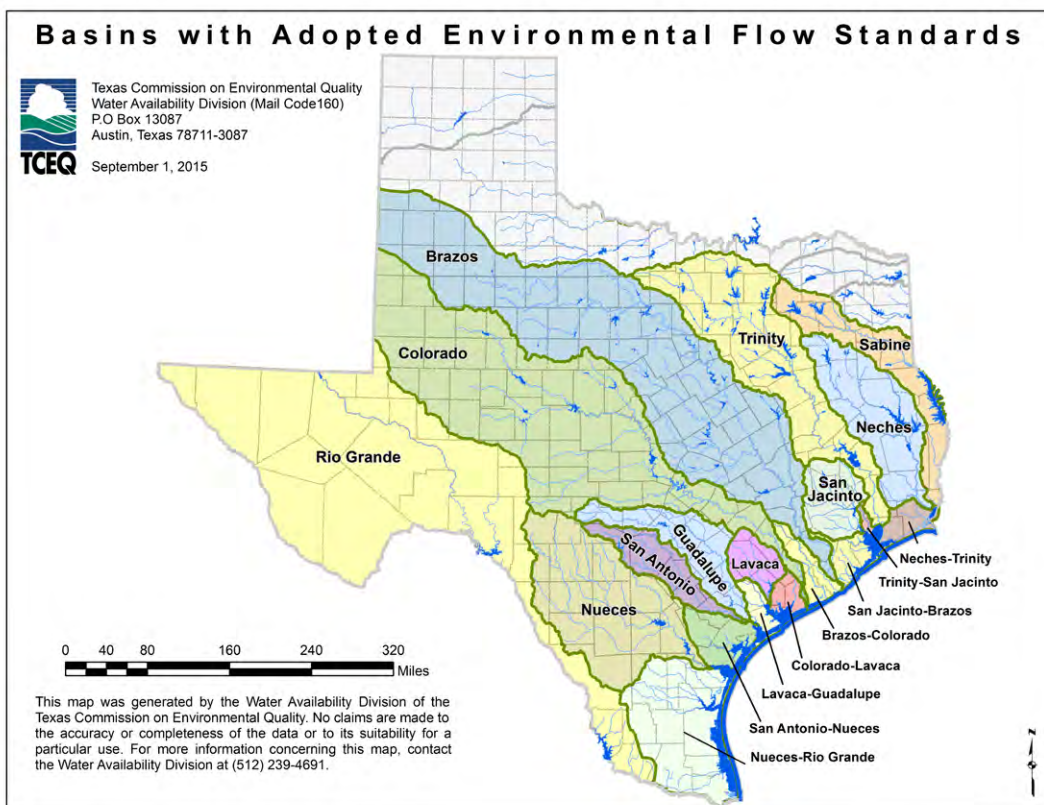 Basins with Adopted Environmental Flow Standards
Texas Commission on Environmental Quality
Water Availability Division (Mail Code160)
P.O Box 13087
Austin, Texas 78711-3087
TCEQ
September 1, 2015
Brazos
Trinity
Sabine
Colorado
Neches
Rio Grande
San
Jacinto
Guadalupe
San Antonio
Lavaca
Neches-Trinity
Trinity-San Jacinto
Nueces
San Jacinto-Brazos
Brazos-Colorado
Colorado-Lavaca
Lavaca-Guadalupe
San Antonio-Nueces
Nueces-Rio Grande
0 40 80 160 240 320
Miles
This map was generated by the Water Availability Division of the
Texas Commission on Environmental Quality. No claims are made to
the accuracy or completeness of the data or to its suitability for a
particular use. For more information concerning this map, contact
the Water Availability Division at (512) 239-4691.
N